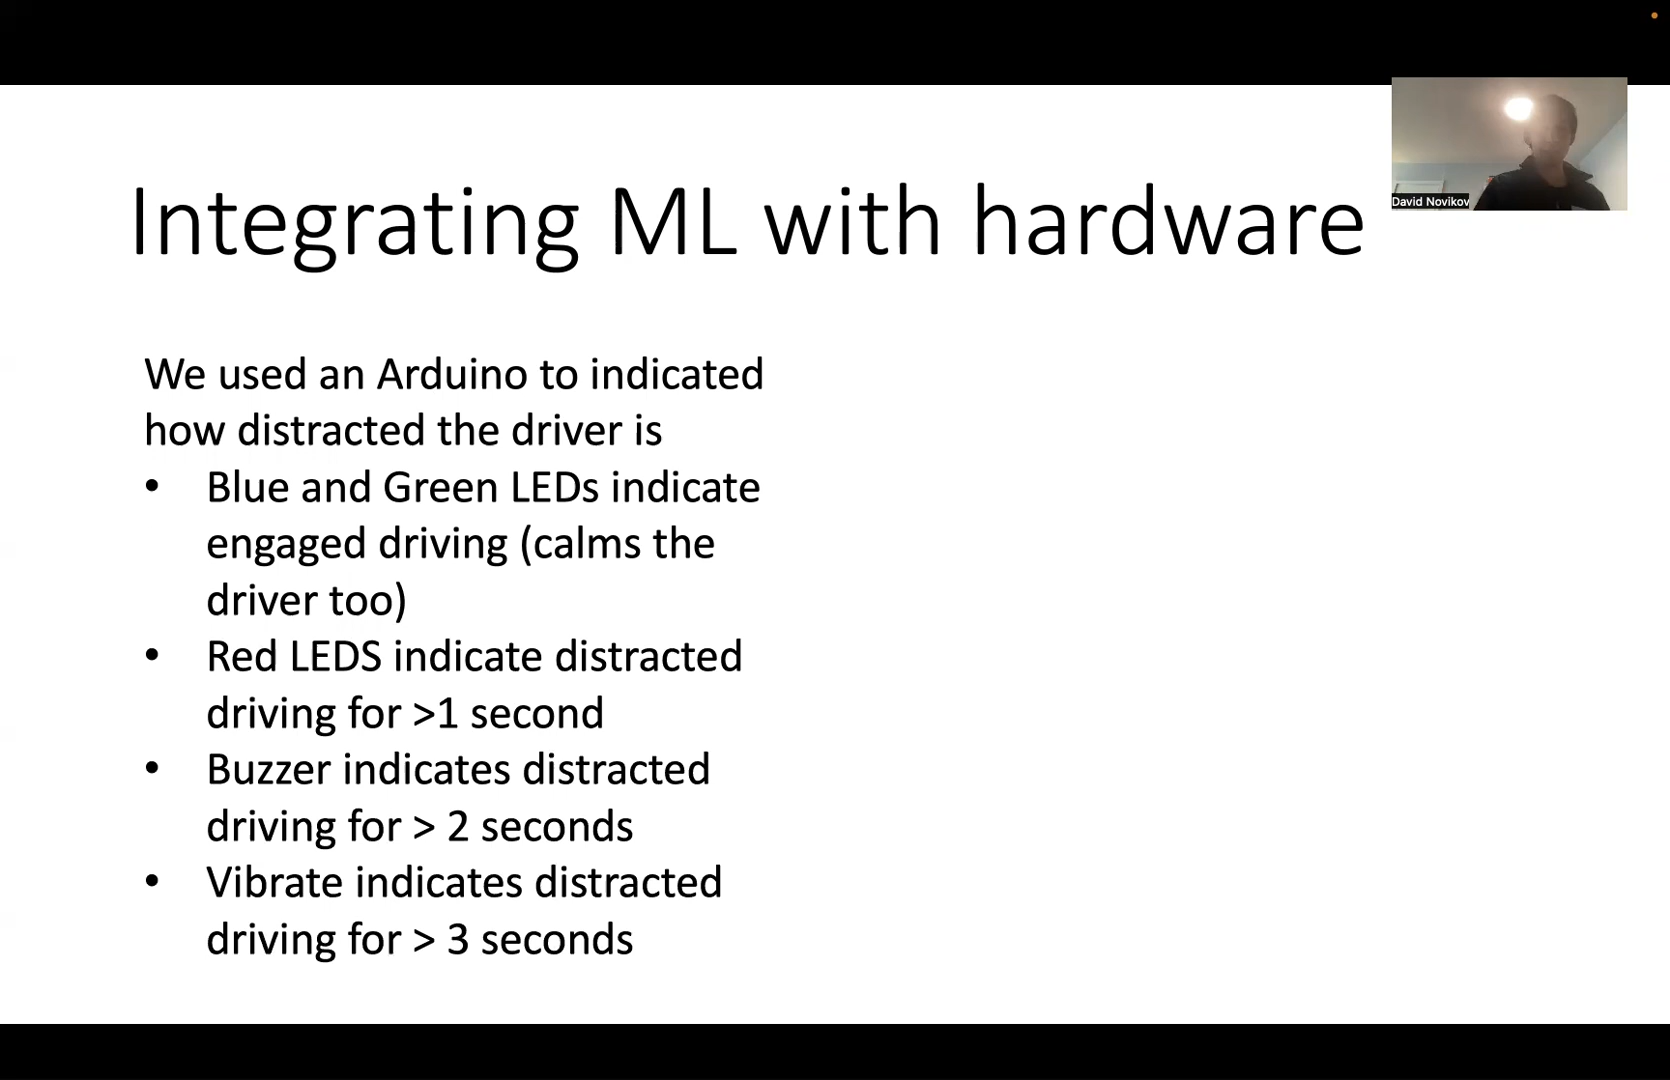 David Novikov
Integrating ML with hardware
We used an Arduino to indicated
how distracted the driver is
• Blue and Green LEDs indicate
engaged driving (calms the
driver too)
• Red LEDS indicate distracted
driving for >1 second
• Buzzer indicates distracted
driving for > 2 seconds
• Vibrate indicates distracted
driving for > 3 seconds